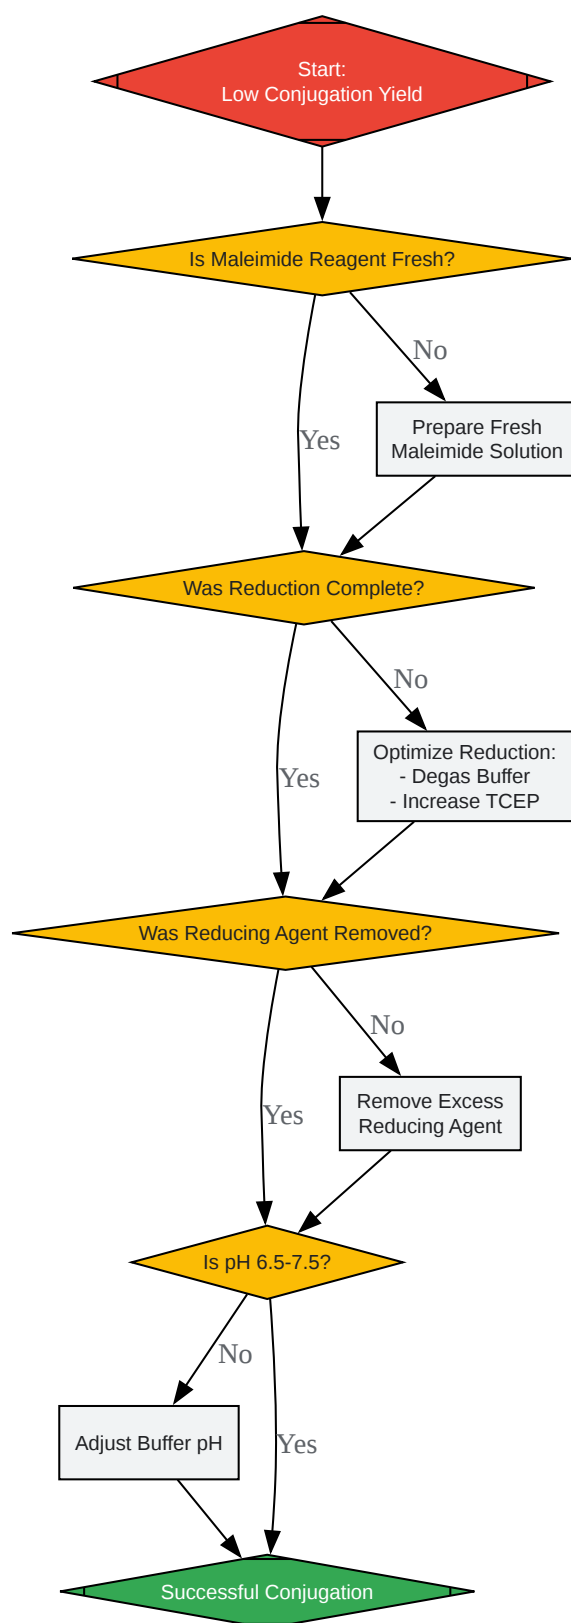 Start:
Low Conjugation Yield
Is Maleimide Reagent Fresh?
No
Prepare Fresh
Maleimide Solution
Yes
Was Reduction Complete?
No
Optimize Reduction:
- Degas Buffer
- Increase TCEP
Yes
Was Reducing Agent Removed?
No
Remove Excess
Reducing Agent
Yes
Is pH 6.5-7.5?
No
Adjust Buffer pH
Yes
Successful Conjugation